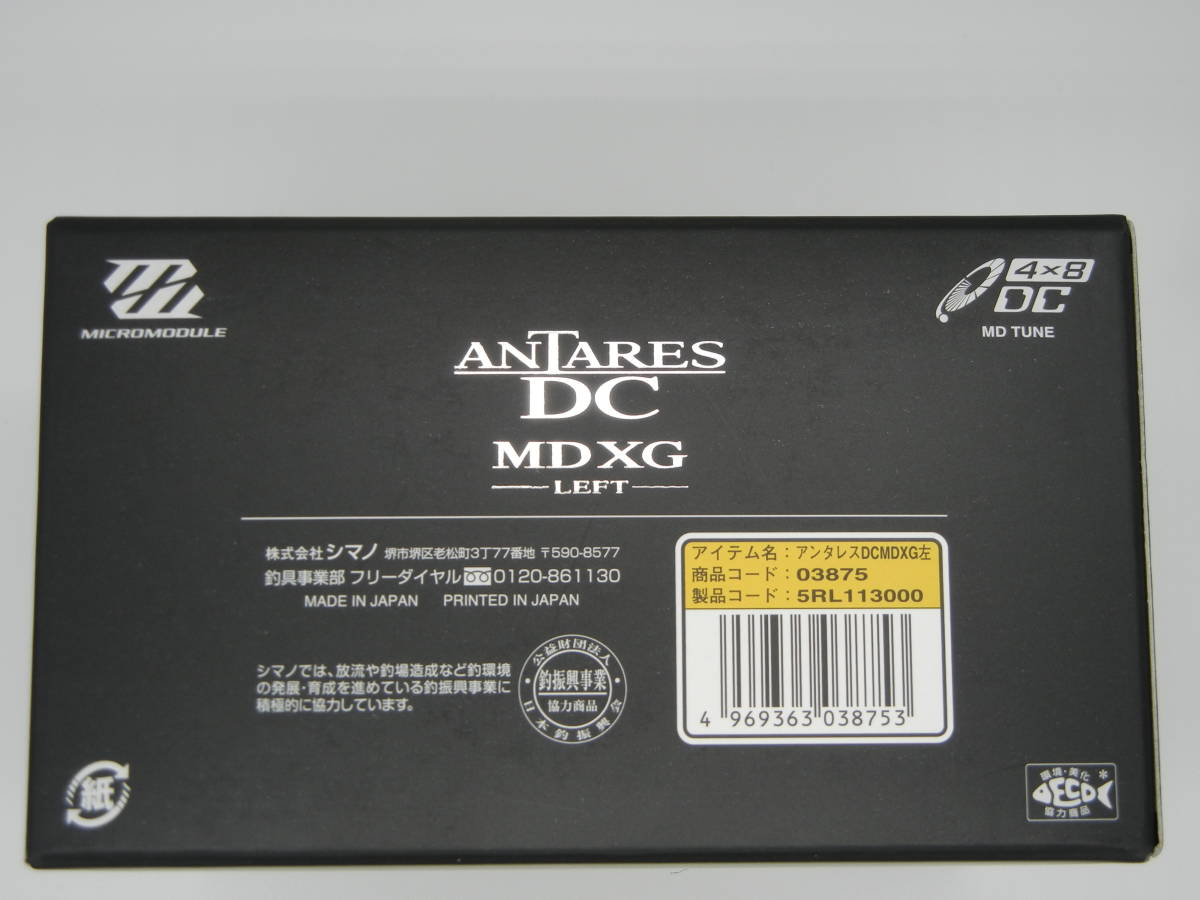 MICROMODULE
4×8
DC
MD TUNE
ANTARES
DC
MD XG
LEFT
株式会社シマノ 堺市堺区老松町3丁77番地 〒590-8577
釣具事業部 フリーダイヤル 0120-861130
MADE IN JAPAN PRINTED IN JAPAN
シマノでは、放流や釣場造成など釣環境
の発展・育成を進めている釣振興事業に
積極的に協力しています。
公益財団法人
釣振興事業
協力商品
日本釣振興会
アイテム名：アンタレスDCMDXG左
商品コード：03875
製品コード：5RL113000
4 969363 038753
紙
環境・美化
ECO
協力商品